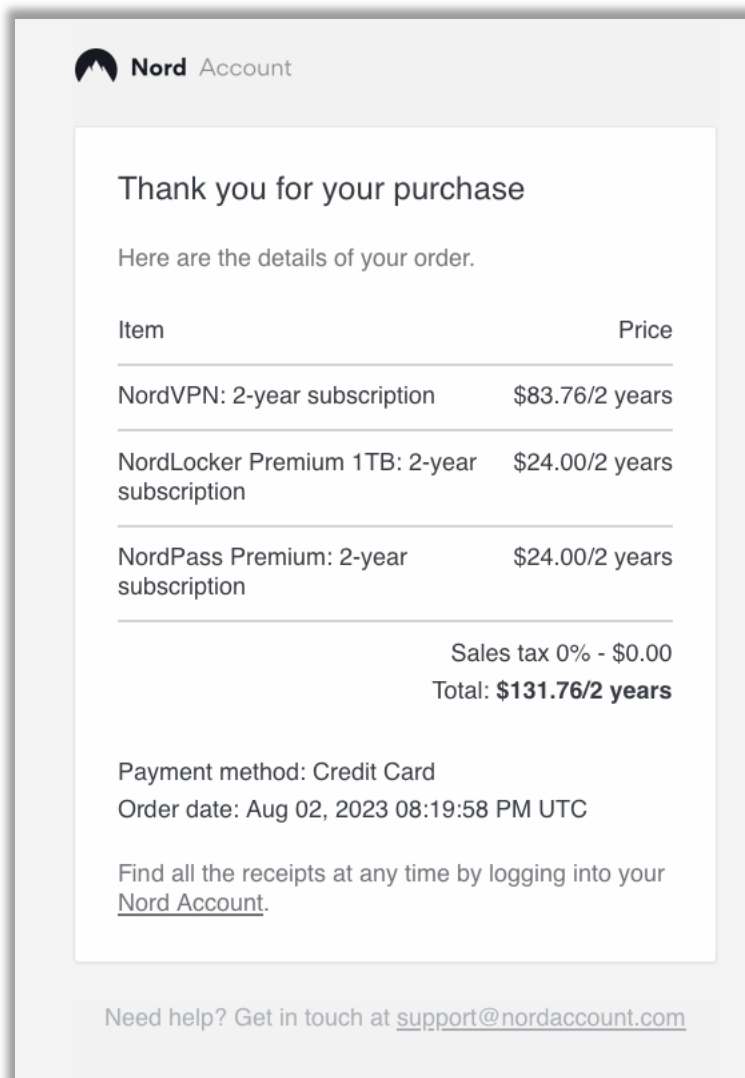 Nord Account
Thank you for your purchase
Here are the details of your order.
Item Price
NordVPN: 2-year subscription $83.76/2 years
NordLocker Premium 1TB: 2-year $24.00/2 years
subscription
NordPass Premium: 2-year $24.00/2 years
subscription
Sales tax 0% - $0.00
Total: $131.76/2 years
Payment method: Credit Card
Order date: Aug 02, 2023 08:19:58 PM UTC
Find all the receipts at any time by logging into your
Nord Account.
Need help? Get in touch at support@nordaccount.com